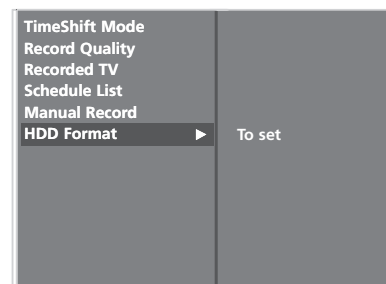 TimeShift Mode
Record Quality
Recorded TV
Schedule List
Manual Record
HDD Format ▶ To set